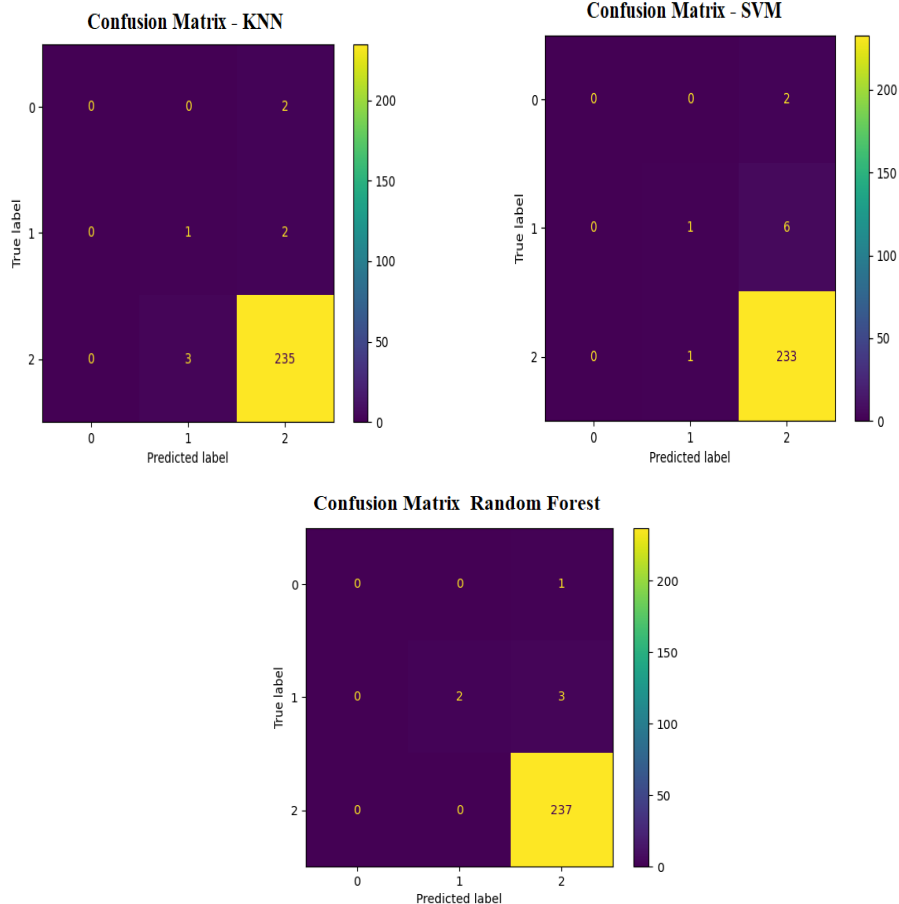 Confusion Matrix - KNN
0 0 2
0 1 2
0 3 235
0
1
2
True label
0 1 2
Predicted label
200
150
100
50
0
Confusion Matrix - SVM
0 0 2
0 1 6
0 1 233
0
1
2
True label
0 1 2
Predicted label
200
150
100
50
0
Confusion Matrix Random Forest
0 0 1
0 2 3
0 0 237
0
1
2
True label
0 1 2
Predicted label
200
150
100
50
0